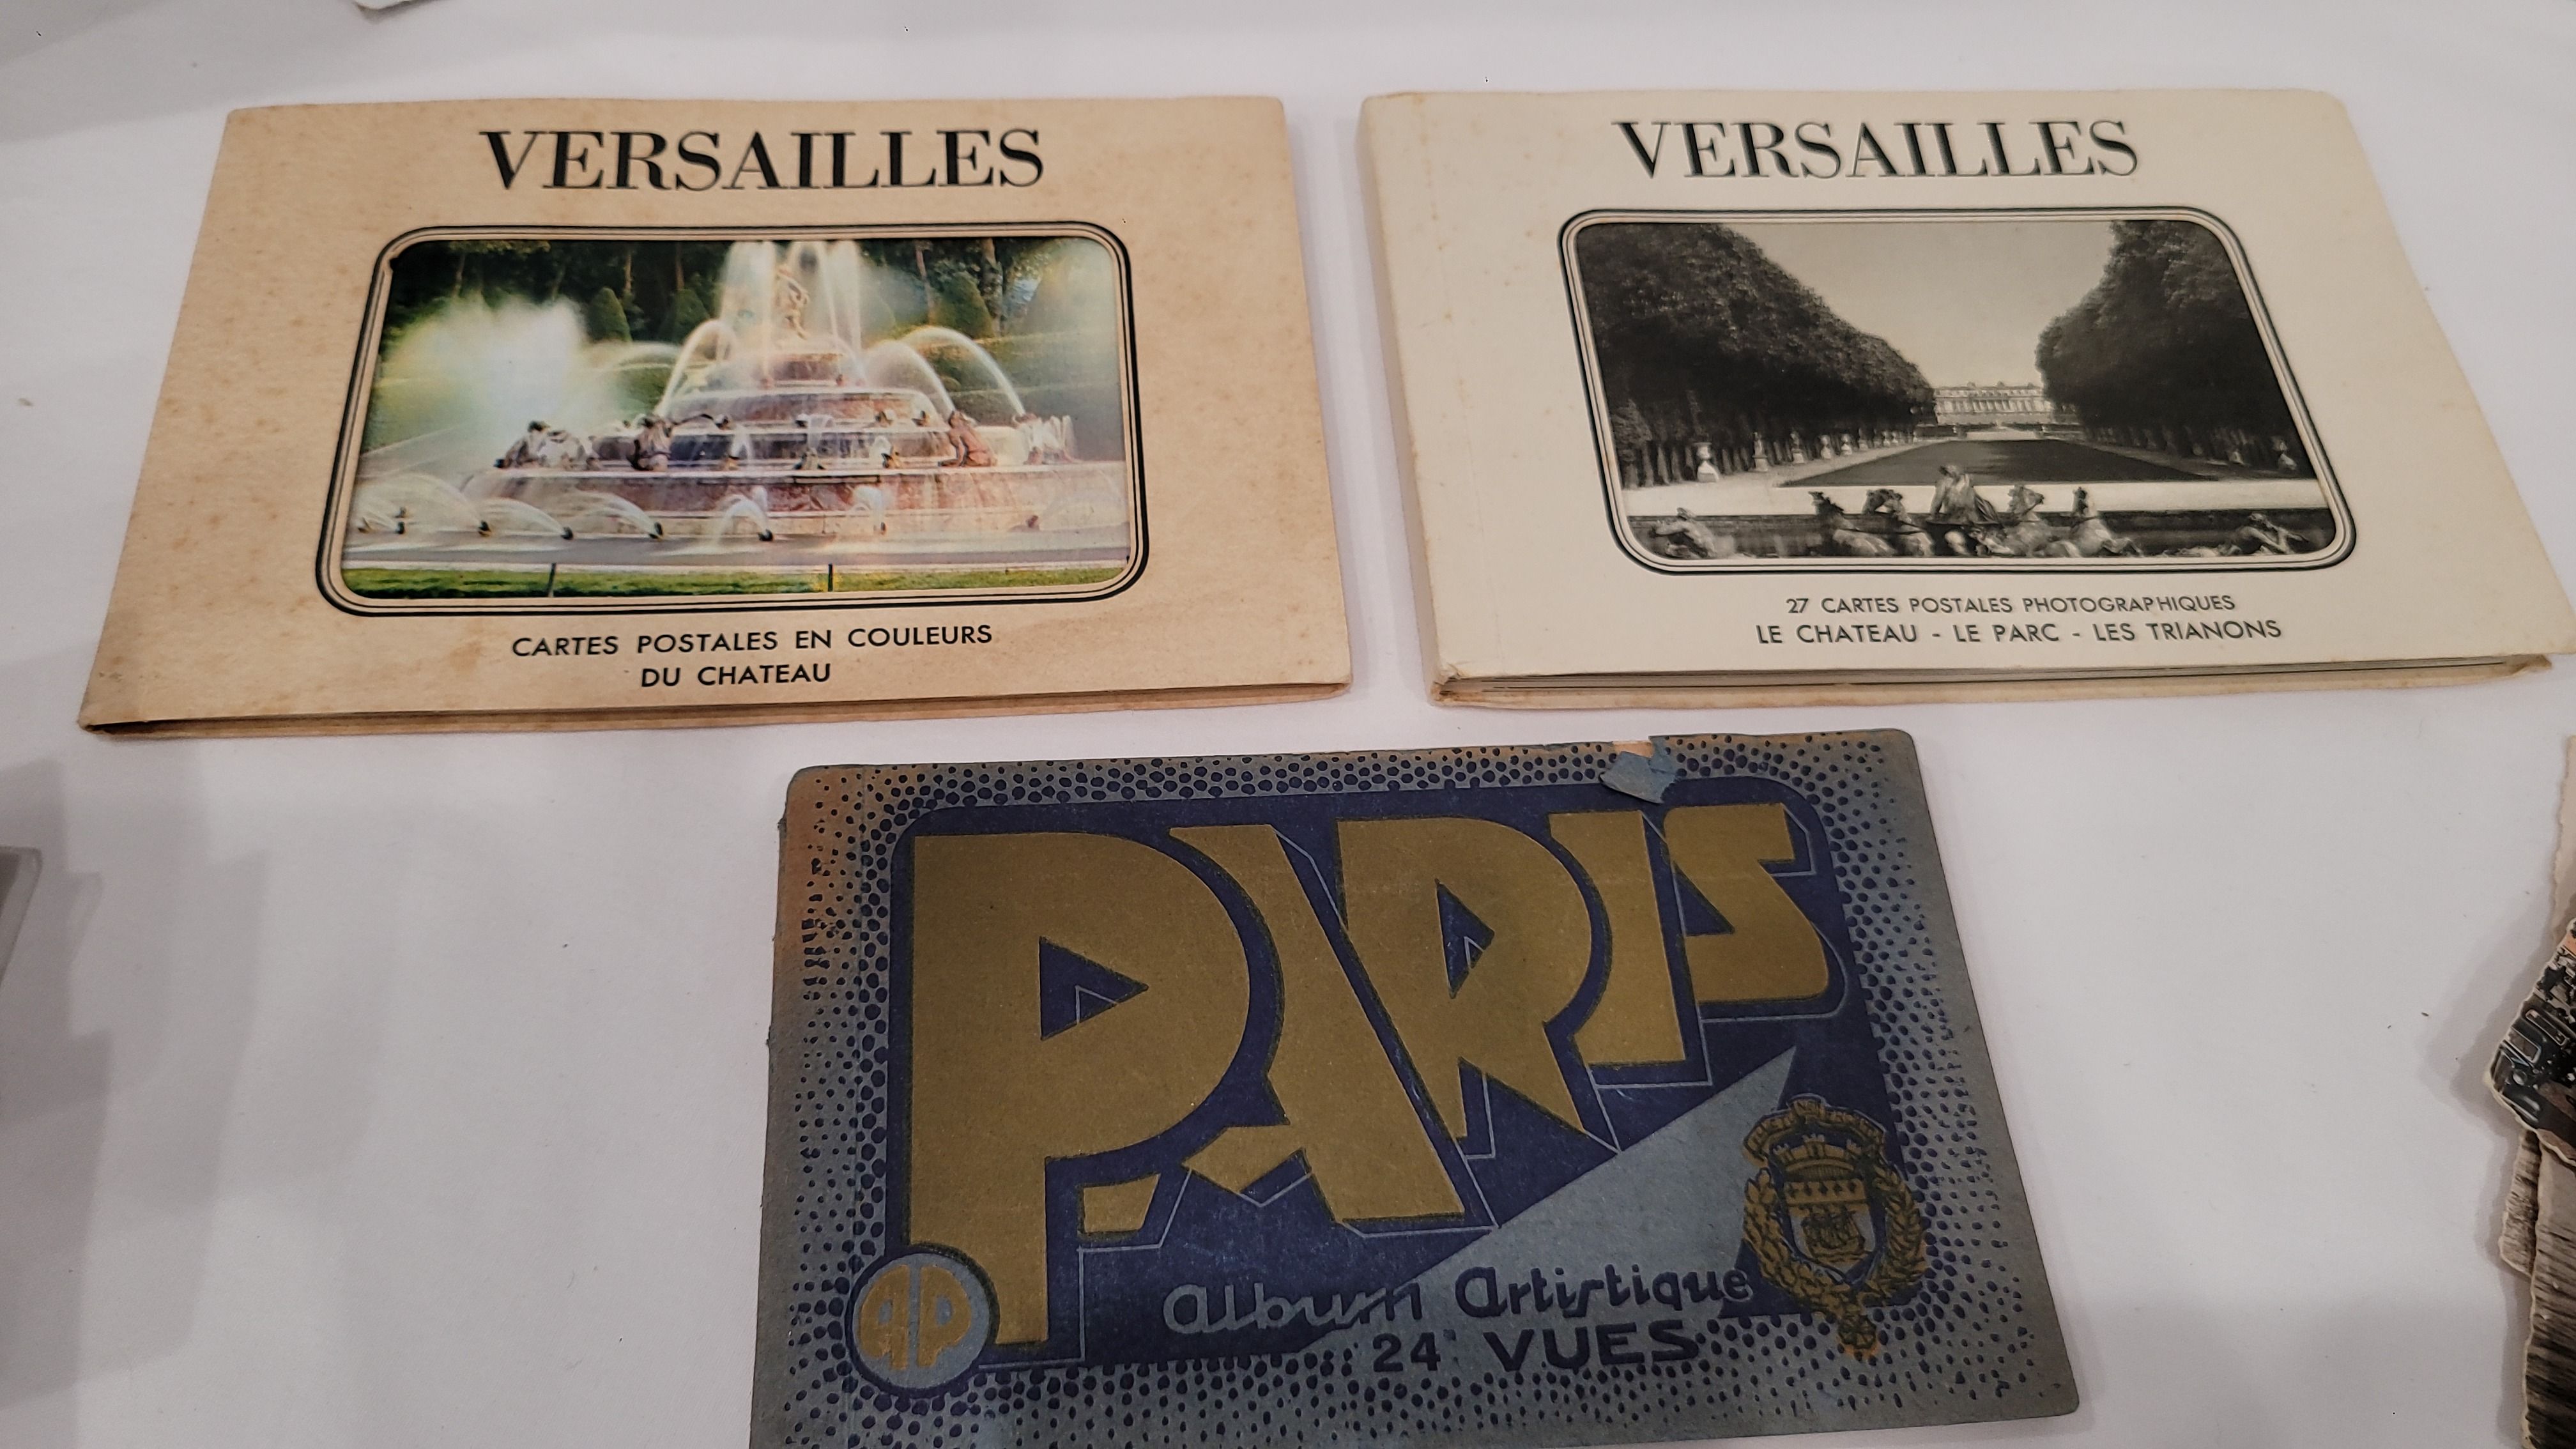 VERSAILLES
CARTES POSTALES EN COULEURS
DU CHATEAU
VERSAILLES
27 CARTES POSTALES PHOTOGRAPHIQUES
LE CHATEAU - LE PARC - LES TRIANONS
PARIS
AP
Album Artistique
24 VUES